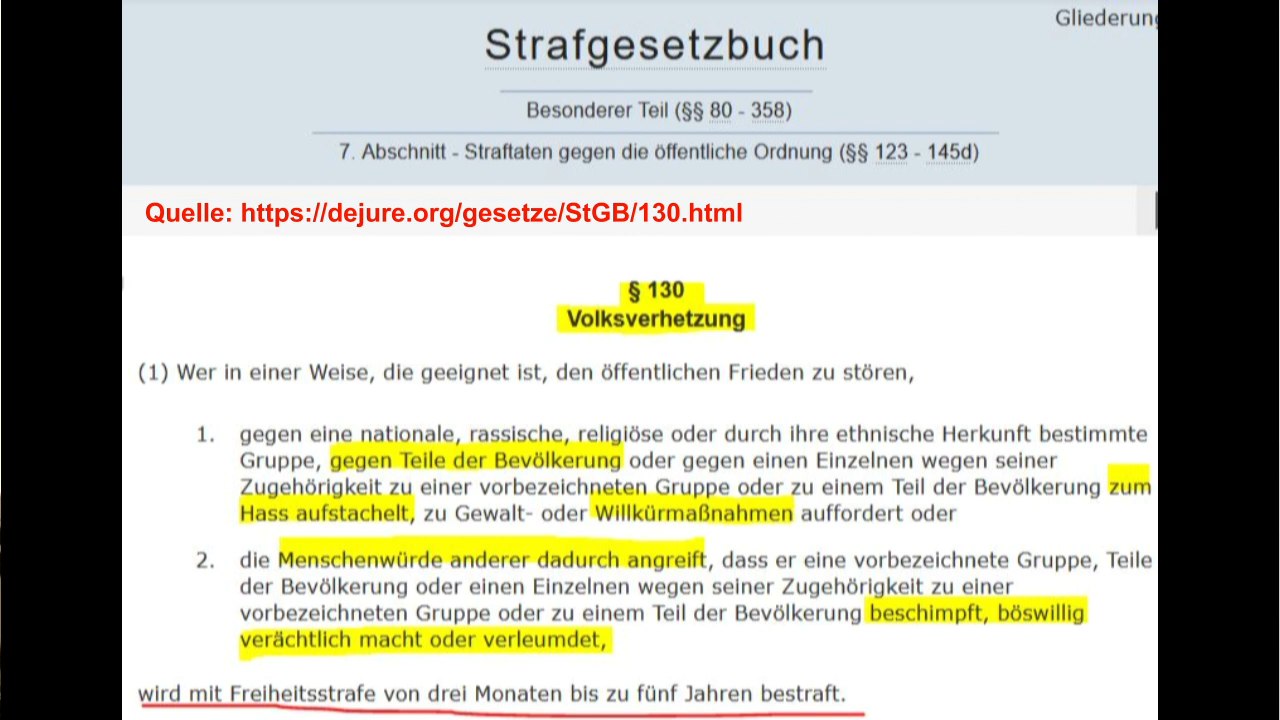 Gliederung
Strafgesetzbuch
Besonderer Teil (§§ 80 - 358)
7. Abschnitt - Straftaten gegen die öffentliche Ordnung (§§ 123 - 145d)
Quelle: https://dejure.org/gesetze/StGB/130.html
§ 130
Volksverhetzung
(1) Wer in einer Weise, die geeignet ist, den öffentlichen Frieden zu stören,
1. gegen eine nationale, rassische, religiöse oder durch ihre ethnische Herkunft bestimmte
Gruppe, gegen Teile der Bevölkerung oder gegen einen Einzelnen wegen seiner
Zugehörigkeit zu einer vorbezeichneten Gruppe oder zu einem Teil der Bevölkerung zum
Hass aufstachelt, zu Gewalt- oder Willkürmaßnahmen auffordert oder
2. die Menschenwürde anderer dadurch angreift, dass er eine vorbezeichnete Gruppe, Teile
der Bevölkerung oder einen Einzelnen wegen seiner Zugehörigkeit zu einer
vorbezeichneten Gruppe oder zu einem Teil der Bevölkerung beschimpft, böswillig
verächtlich macht oder verleumdet,
wird mit Freiheitsstrafe von drei Monaten bis zu fünf Jahren bestraft.